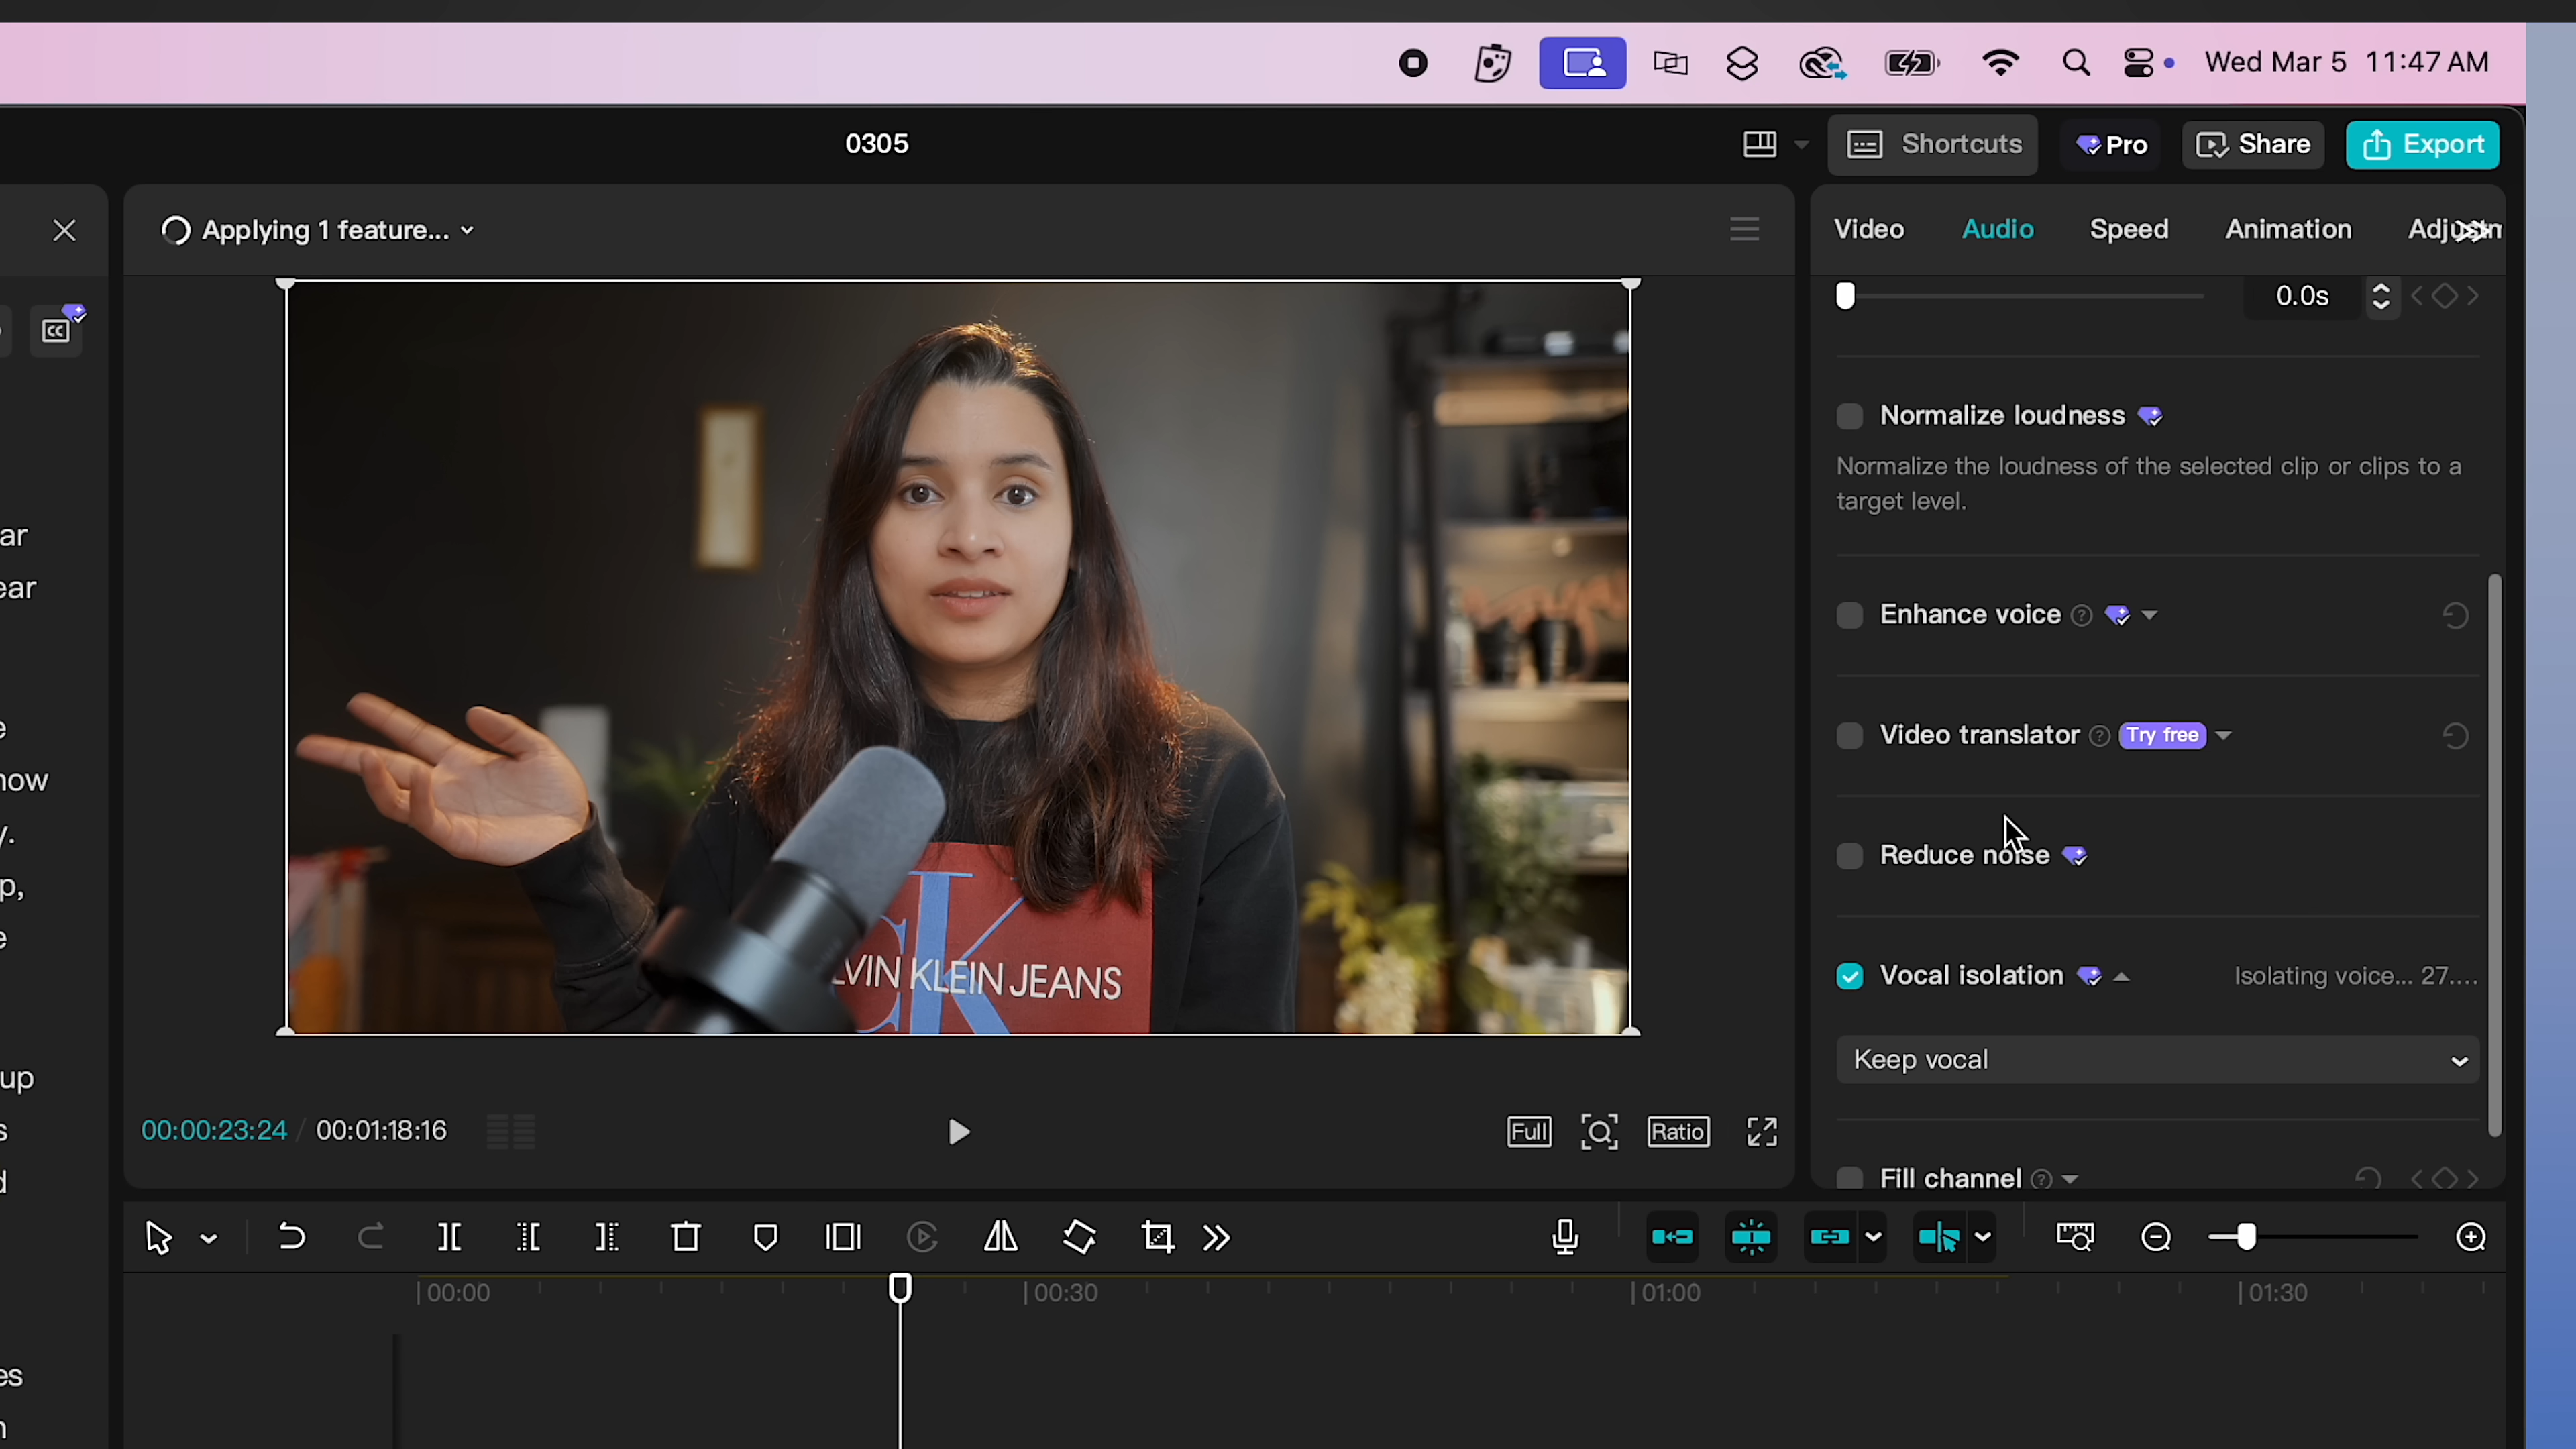 Wed Mar 5 11:47 AM
0305
Shortcuts
Pro
Share
Export
Applying 1 feature...
Video
Audio
Speed
Animation
CC
0.0s
Normalize loudness
Normalize the loudness of the selected clip or clips to a
target level.
Enhance voice
Video translator
Try free
Reduce noise
Vocal isolation
Isolating voice... 27....
Keep vocal
Fill channel
ar
ear
e
now
y.
p,
e
up
s
d
es
n
LVIN KLEIN JEANS
00:00:23:24 / 00:01:18:16
Full
Ratio
00:00
00:30
01:00
01:30